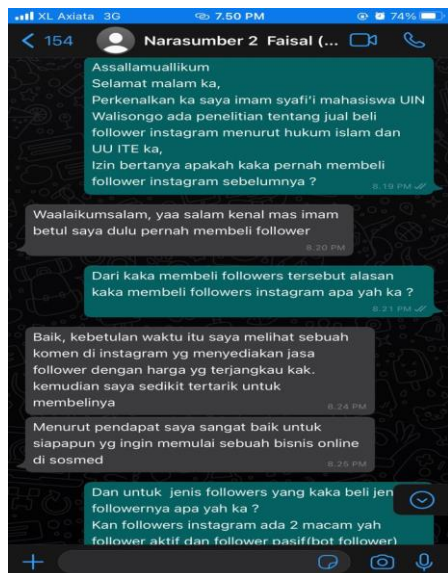 XL Axiata 3G 7.50 PM 74%
154 Narasumber 2 Faisal (...
Assallamuallikum
Selamat malam ka,
Perkenalkan ka saya imam syafi'i mahasiswa UIN
Walisongo ada penelitian tentang jual beli
follower instagram menurut hukum islam dan
UU ITE ka,
Izin bertanya apakah kaka pernah membeli
follower instagram sebelumnya ?
8.19 PM
Waalaikumsalam, yaa salam kenal mas imam
betul saya dulu pernah membeli follower
8.20 PM
Dari kaka membeli followers tersebut alasan
kaka membeli followers instagram apa yah ka ?
8.21 PM
Baik, kebetulan waktu itu saya melihat sebuah
komen di instagram yg menyediakan jasa
follower dengan harga yg terjangkau kak.
kemudian saya sedikit tertarik untuk
membelinya
8.24 PM
Menurut pendapat saya sangat baik untuk
siapapun yg ingin memulai sebuah bisnis online
di sosmed
8.25 PM
Dan untuk jenis followers yang kaka beli jen
followernya apa yah ka ?
Kan followers instagram ada 2 macam yah
follower aktif dan follower pasif(bot follower)